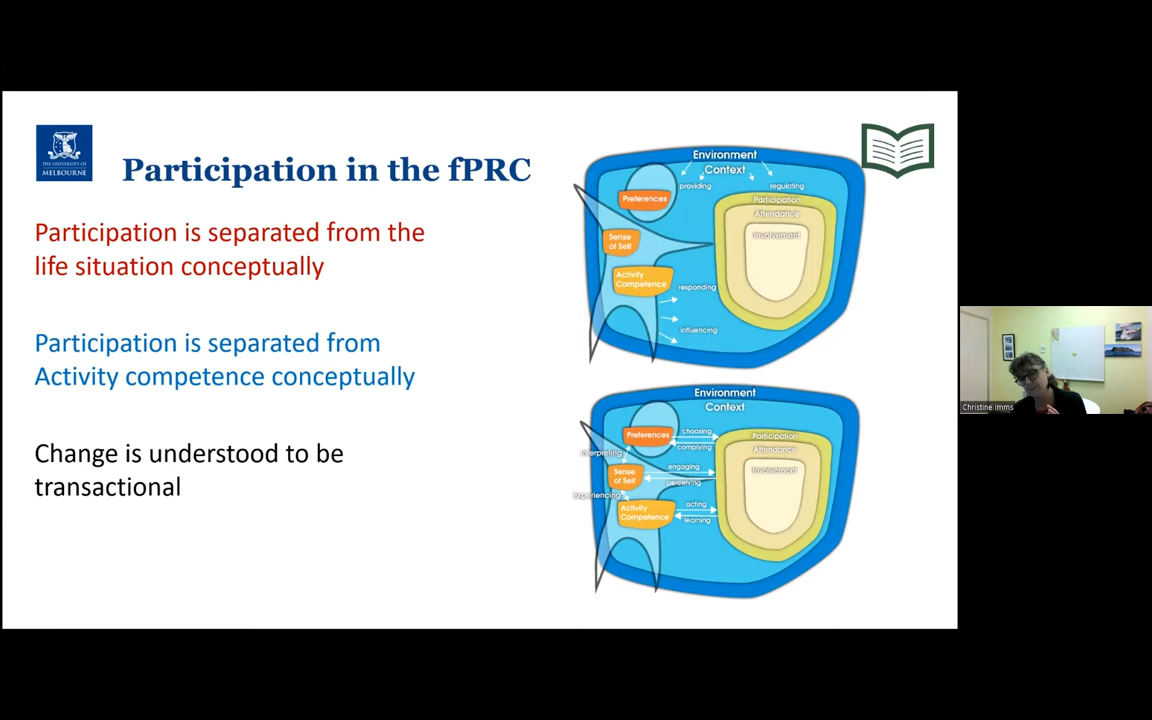 THE UNIVERSITY OF
MELBOURNE
Participation in the fPRC
Participation is separated from the
life situation conceptually
Participation is separated from
Activity competence conceptually
Change is understood to be
transactional
Environment
Context
providing
regulating
Preferences
Participation
Attendance
Involvement
Sense
of Self
Activity
Competence
responding
influencing
Environment
Context
Preferences
choosing
complying
Participation
Attendance
Involvement
interpreting
Sense
of Self
engaging
perceiving
Experiencing
Activity
Competence
acting
learning
Christine Imms